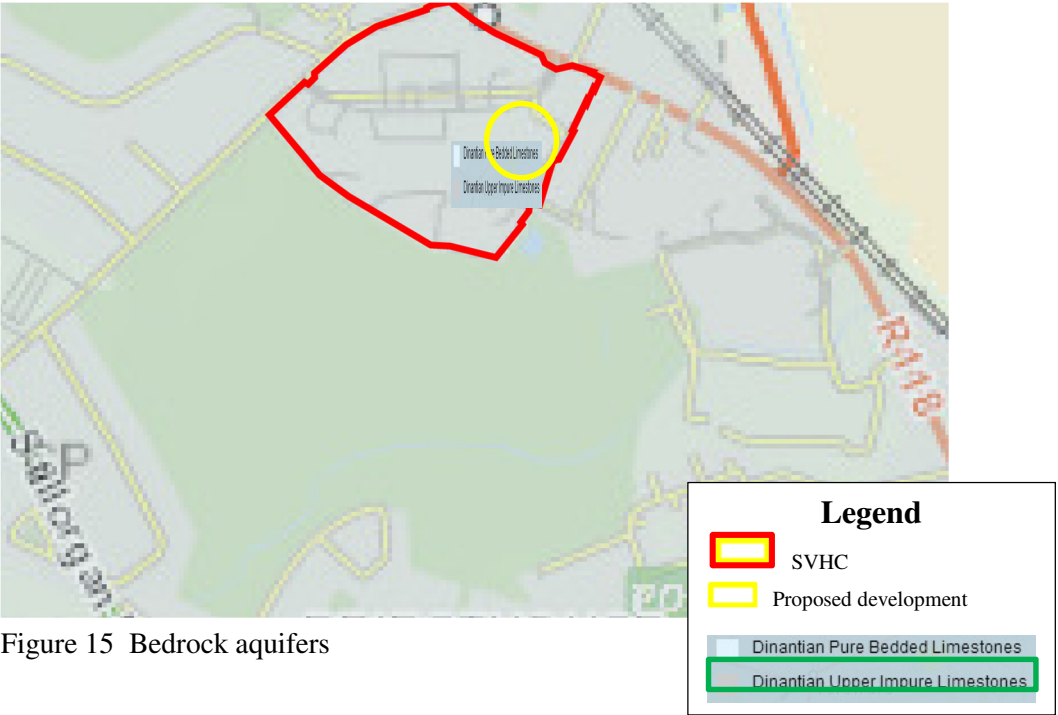 Dinantian Pure Bedded Limestones
Dinantian Upper Impure Limestones
R118
P
Stillorgan
Figure 15 Bedrock aquifers
Legend
SVHC
Proposed development
Dinantian Pure Bedded Limestones
Dinantian Upper Impure Limestones